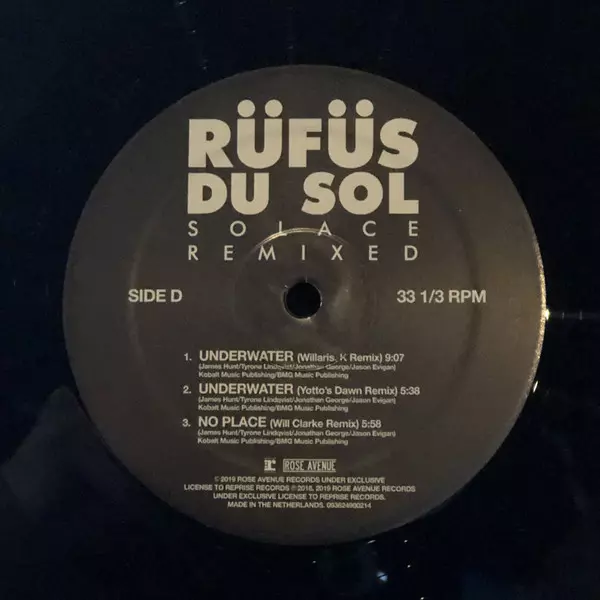 RÜFÜS
DU SOL
SOLACE
REMIXED
SIDE D
33 1/3 RPM
1. UNDERWATER (Willaris. K Remix) 9:07
(James Hunt/Tyrone Lindqvist/Jonathan George/Jason Evigan)
Kobalt Music Publishing/BMG Music Publishing
2. UNDERWATER (Yotto's Dawn Remix) 5:38
(James Hunt/Tyrone Lindqvist/Jonathan George/Jason Evigan)
Kobalt Music Publishing/BMG Music Publishing
3. NO PLACE (Will Clarke Remix) 5:58
(James Hunt/Tyrone Lindqvist/Jonathan George/Jason Evigan)
Kobalt Music Publishing/BMG Music Publishing
ROSE AVENUE
© 2019 ROSE AVENUE RECORDS UNDER EXCLUSIVE
LICENSE TO REPRISE RECORDS ℗ 2018, 2019 ROSE AVENUE RECORDS
UNDER EXCLUSIVE LICENSE TO REPRISE RECORDS.
MADE IN THE NETHERLANDS. 093624900214